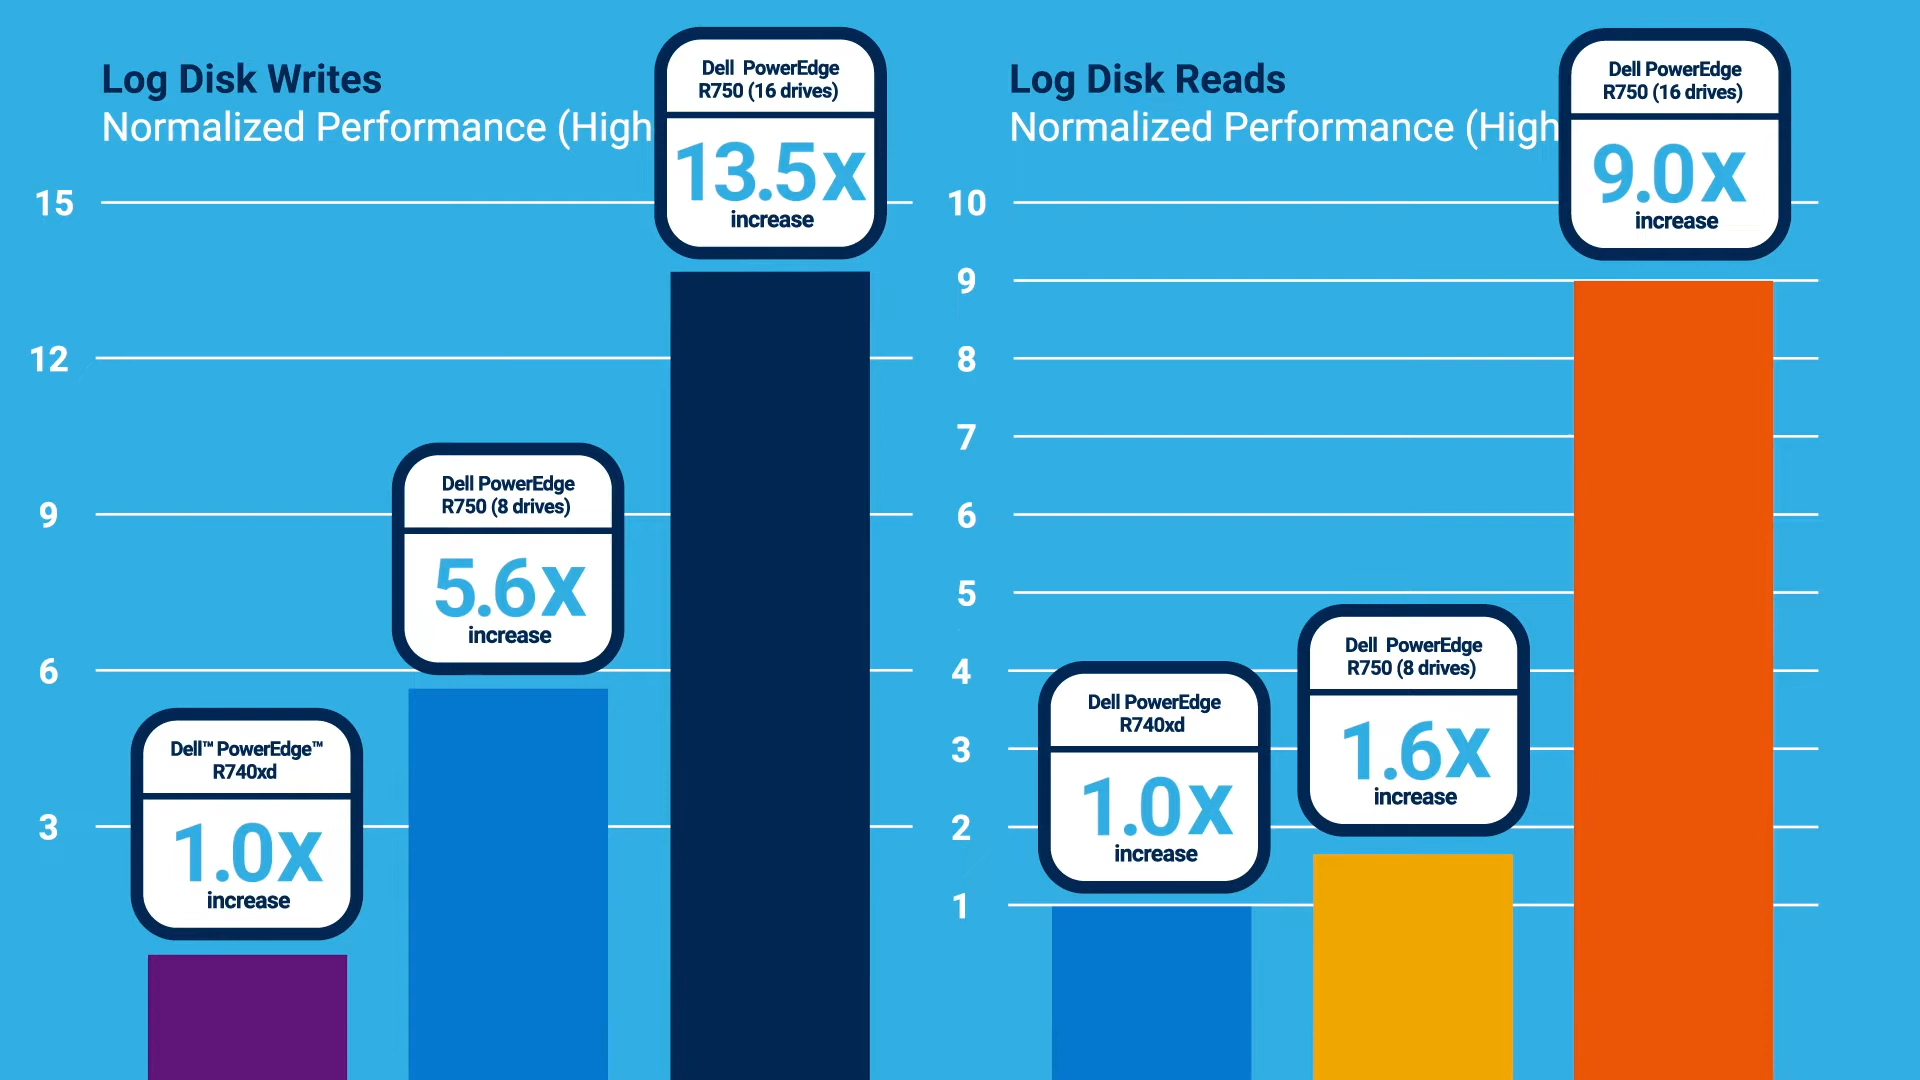 Log Disk Writes
Normalized Performance (High
15
12
9
6
3
Dell™ PowerEdge™
R740xd
1.0x
increase
Dell PowerEdge
R750 (8 drives)
5.6x
increase
Dell PowerEdge
R750 (16 drives)
13.5x
increase
Log Disk Reads
Normalized Performance (High
10
9
8
7
6
5
4
3
2
1
Dell PowerEdge
R740xd
1.0x
increase
Dell PowerEdge
R750 (8 drives)
1.6x
increase
Dell PowerEdge
R750 (16 drives)
9.0x
increase